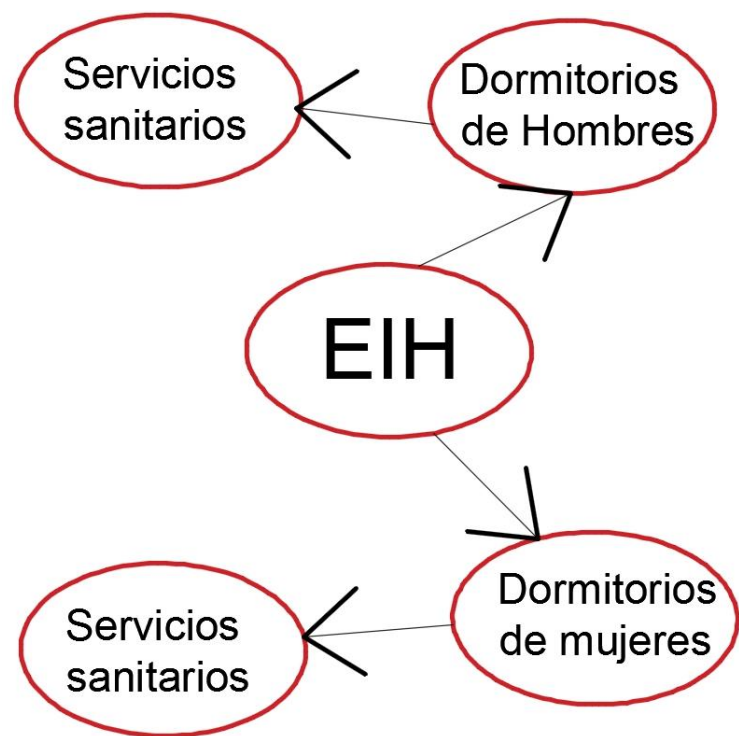 Servicios
sanitarios
Dormitorios
de Hombres
EIH
Servicios
sanitarios
Dormitorios
de mujeres